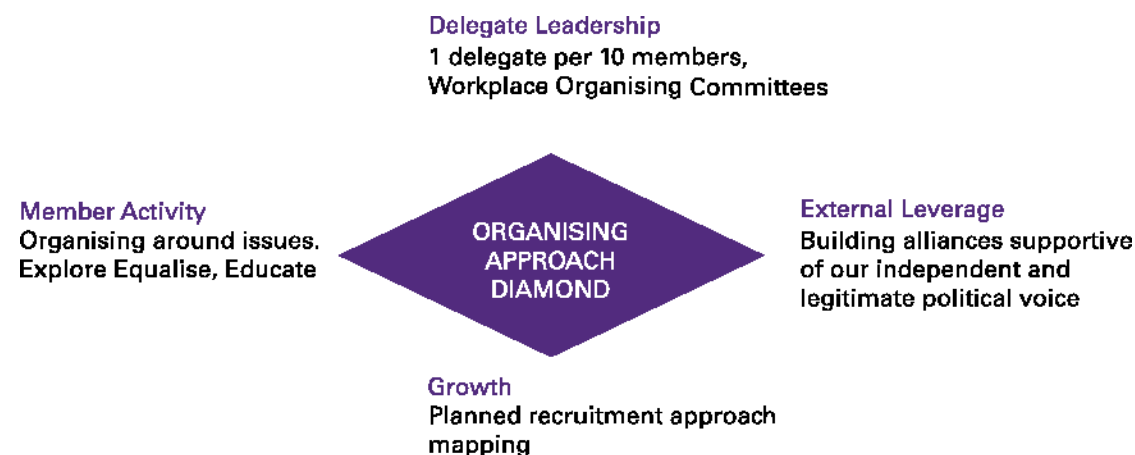 Delegate Leadership
1 delegate per 10 members,
Workplace Organising Committees
Member Activity
Organising around issues.
Explore Equalise, Educate
ORGANISING
APPROACH
DIAMOND
External Leverage
Building alliances supportive
of our independent and
legitimate political voice
Growth
Planned recruitment approach
mapping